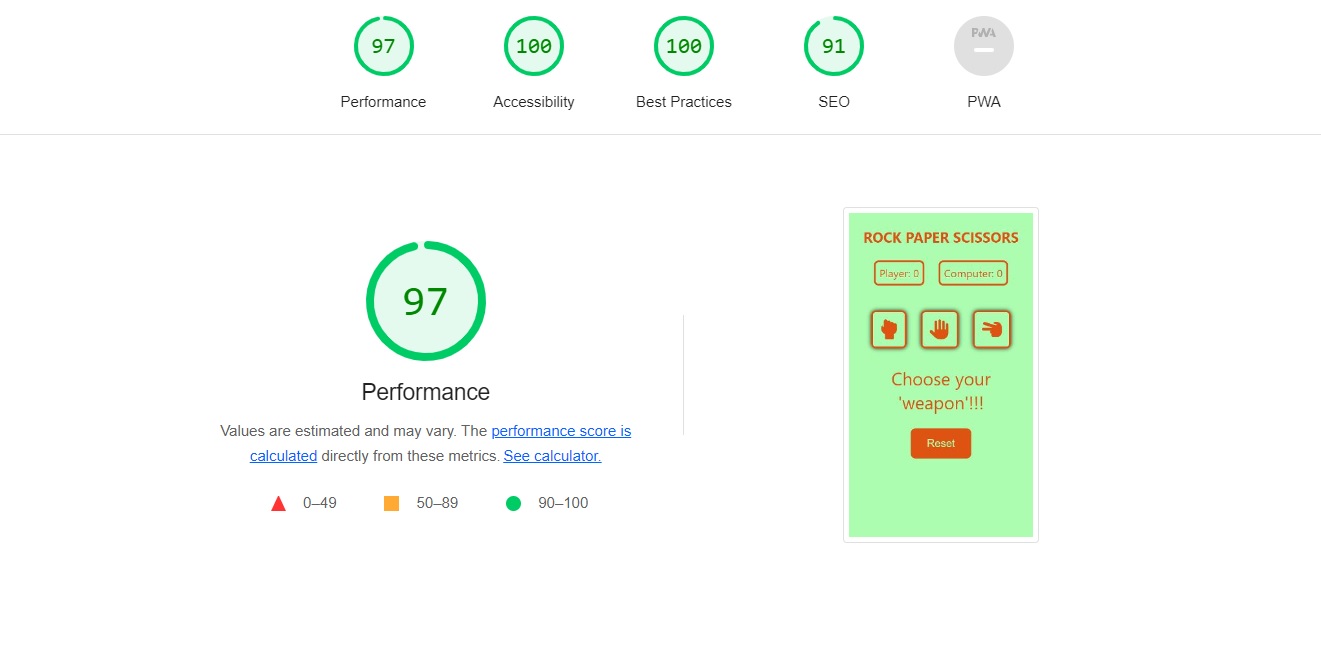 97 100 100 91 PWA
Performance Accessibility Best Practices SEO PWA
97
Performance
Values are estimated and may vary. The performance score is
calculated directly from these metrics. See calculator.
0–49 50–89 90–100
ROCK PAPER SCISSORS
Player: 0 Computer: 0
Choose your
'weapon'!!!
Reset